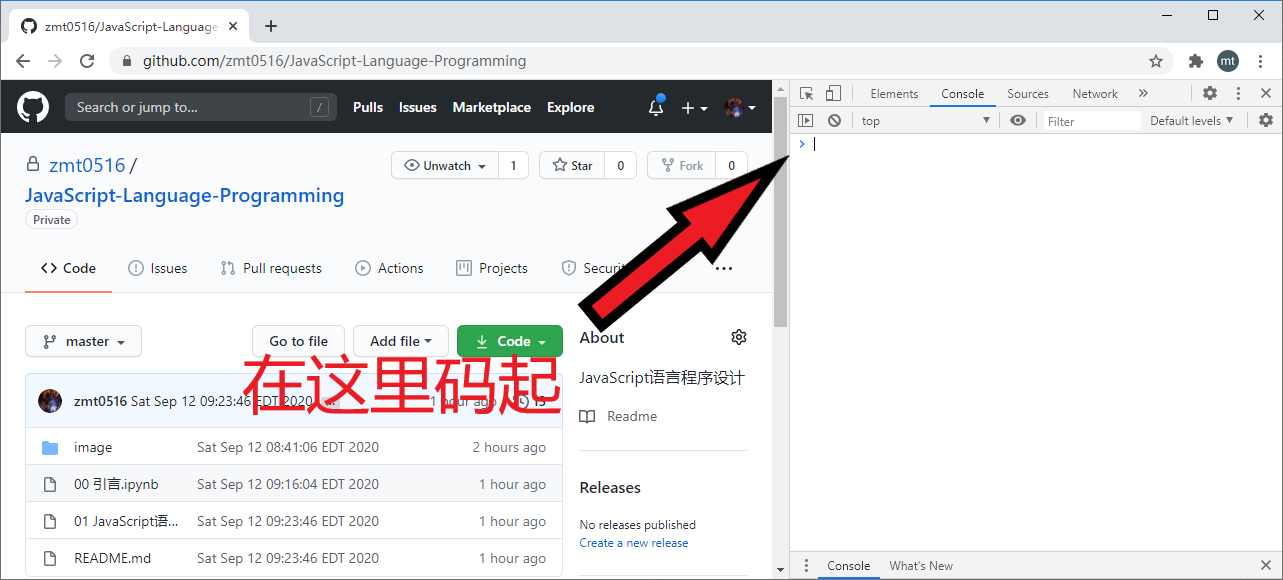 zmt0516/JavaScript-Language
github.com/zmt0516/JavaScript-Language-Programming
mt
Search or jump to…
/
Pulls
Issues
Marketplace
Explore
zmt0516 /
JavaScript-Language-Programming
Private
Unwatch
1
Star
0
Fork
0
Code
Issues
Pull requests
Actions
Projects
master
Go to file
Add file
Code
在这里码起
zmt0516 Sat Sep 12 09:23:46 EDT 2020
1 hour ago
image
Sat Sep 12 08:41:06 EDT 2020
2 hours ago
00 引言.ipynb
Sat Sep 12 09:16:04 EDT 2020
1 hour ago
01 JavaScript语...
Sat Sep 12 09:23:46 EDT 2020
1 hour ago
README.md
Sat Sep 12 09:23:46 EDT 2020
1 hour ago
About
JavaScript语言程序设计
Readme
Releases
No releases published
Create a new release
Elements
Console
Sources
Network
top
Filter
Default levels
Console
What's New